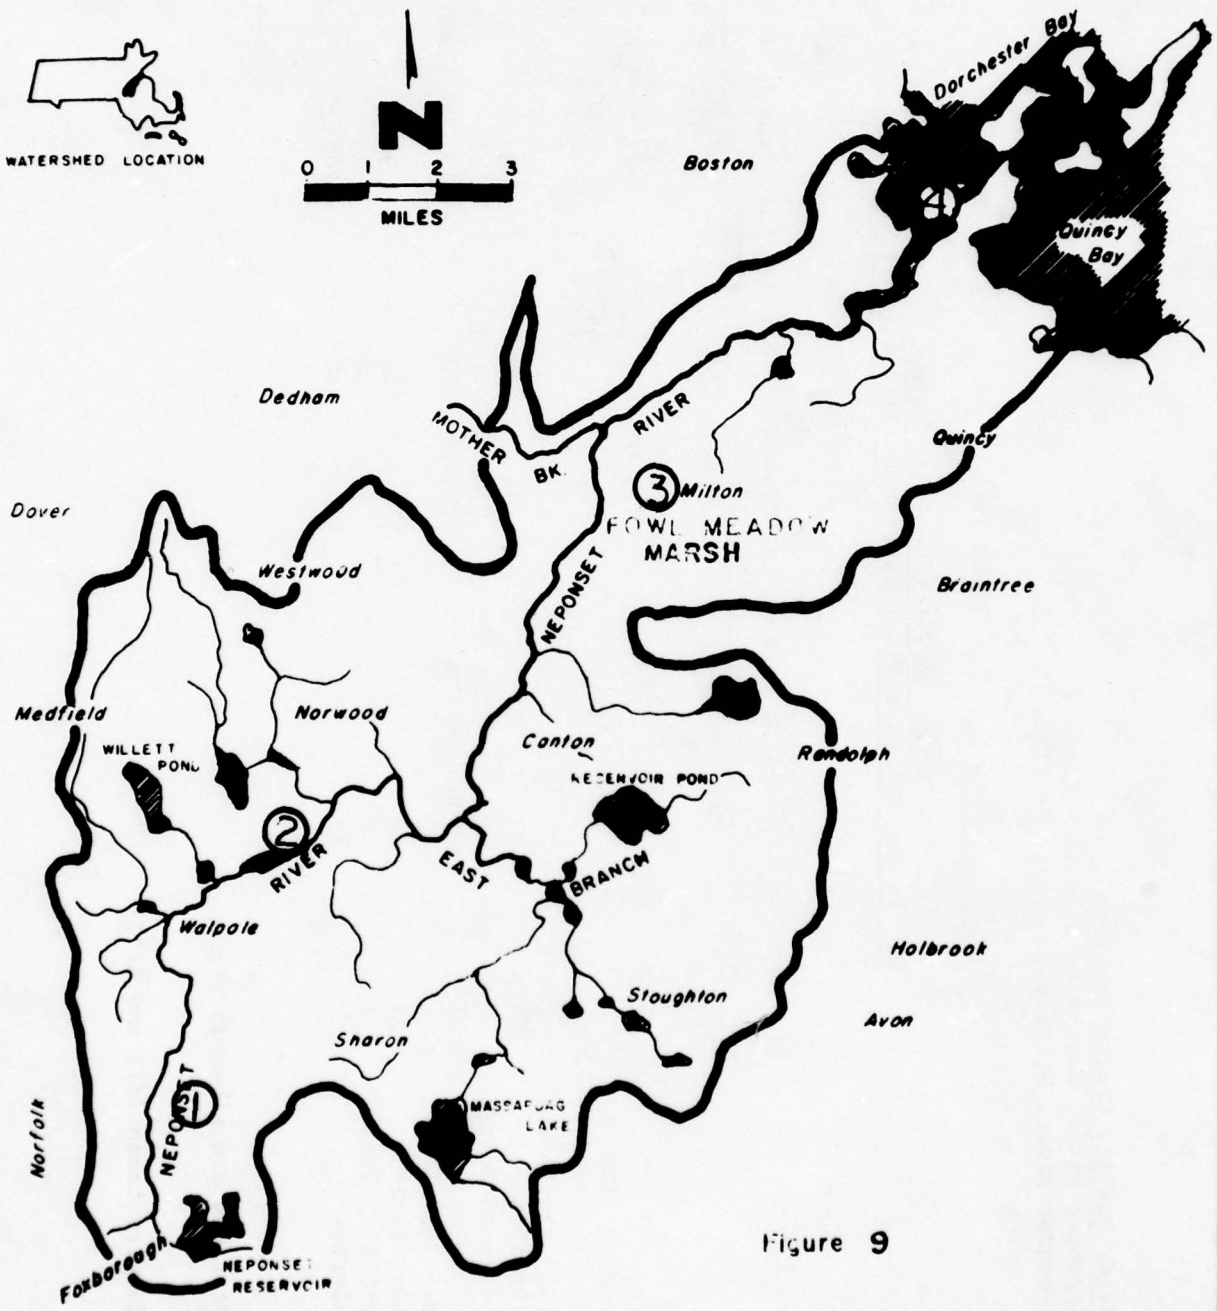 Dorchester Bay
WATERSHED LOCATION
N
0 1 2 3
MILES
Boston
4
Quincy
Bay
Dedham
MOTHER
BK.
RIVER
Quincy
3
Milton
Dover
FOWL MEADOW
MARSH
Westwood
NEPONSET
Braintree
Medfield
Norwood
Canton
WILLETT
POND
Randolph
RESERVOIR POND
2
RIVER
EAST
BRANCH
Walpole
Holbrook
Stoughton
Avon
Sharon
NEPONSET
1
Norfolk
MASSAPOAG
LAKE
Foxborough
NEPONSET
RESERVOIR
Figure 9